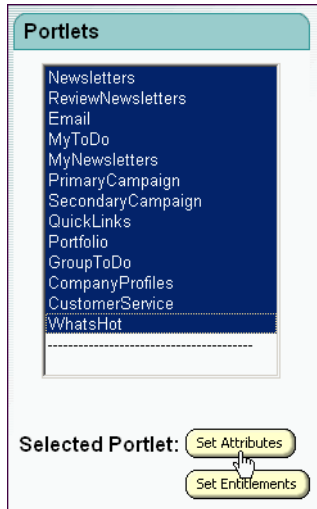 Portlets
Newsletters
ReviewNewsletters
Email
MyToDo
MyNewsletters
PrimaryCampaign
SecondaryCampaign
QuickLinks
Portfolio
GroupToDo
CompanyProfiles
CustomerService
WhatsHot
----------------------------------------
Selected Portlet: Set Attributes
Set Entitlements